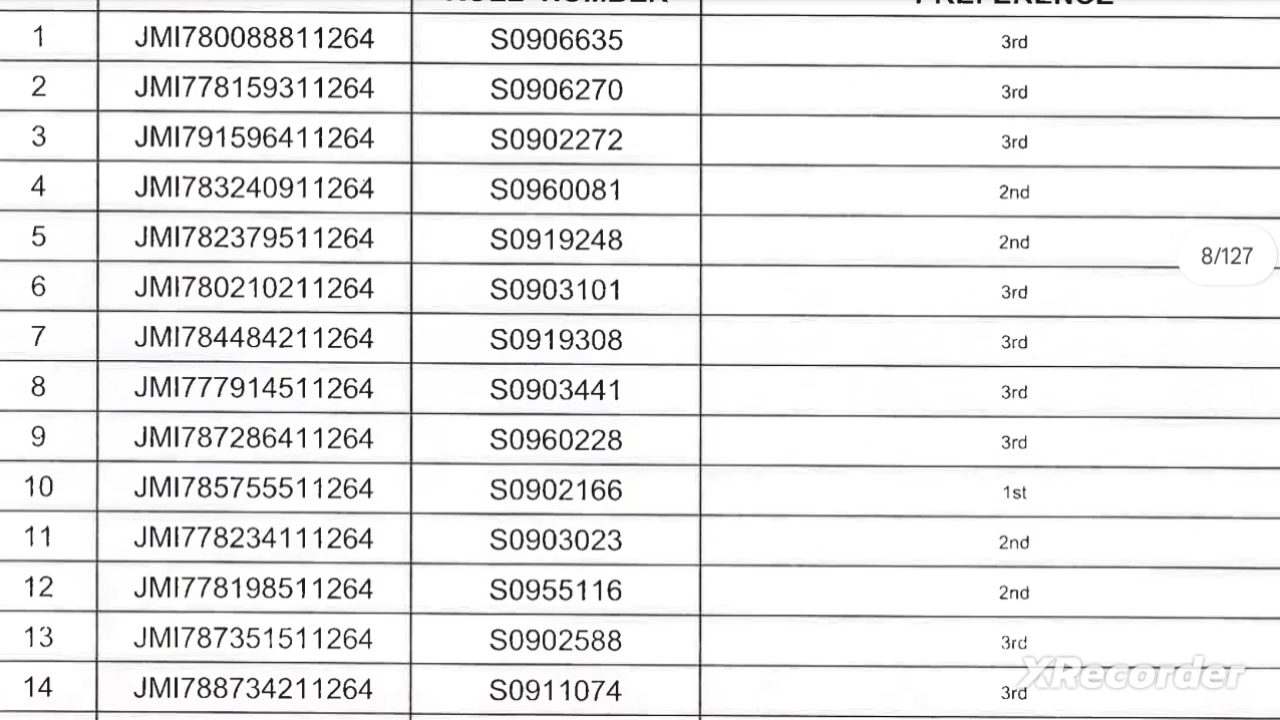 ROLL NUMBER PREFERENCE
1 JMI780088811264 S0906635 3rd
2 JMI778159311264 S0906270 3rd
3 JMI791596411264 S0902272 3rd
4 JMI783240911264 S0960081 2nd
5 JMI782379511264 S0919248 2nd
8/127
6 JMI780210211264 S0903101 3rd
7 JMI784484211264 S0919308 3rd
8 JMI777914511264 S0903441 3rd
9 JMI787286411264 S0960228 3rd
10 JMI785755511264 S0902166 1st
11 JMI778234111264 S0903023 2nd
12 JMI778198511264 S0955116 2nd
13 JMI787351511264 S0902588 3rd
14 JMI788734211264 S0911074 3rd
XRecorder